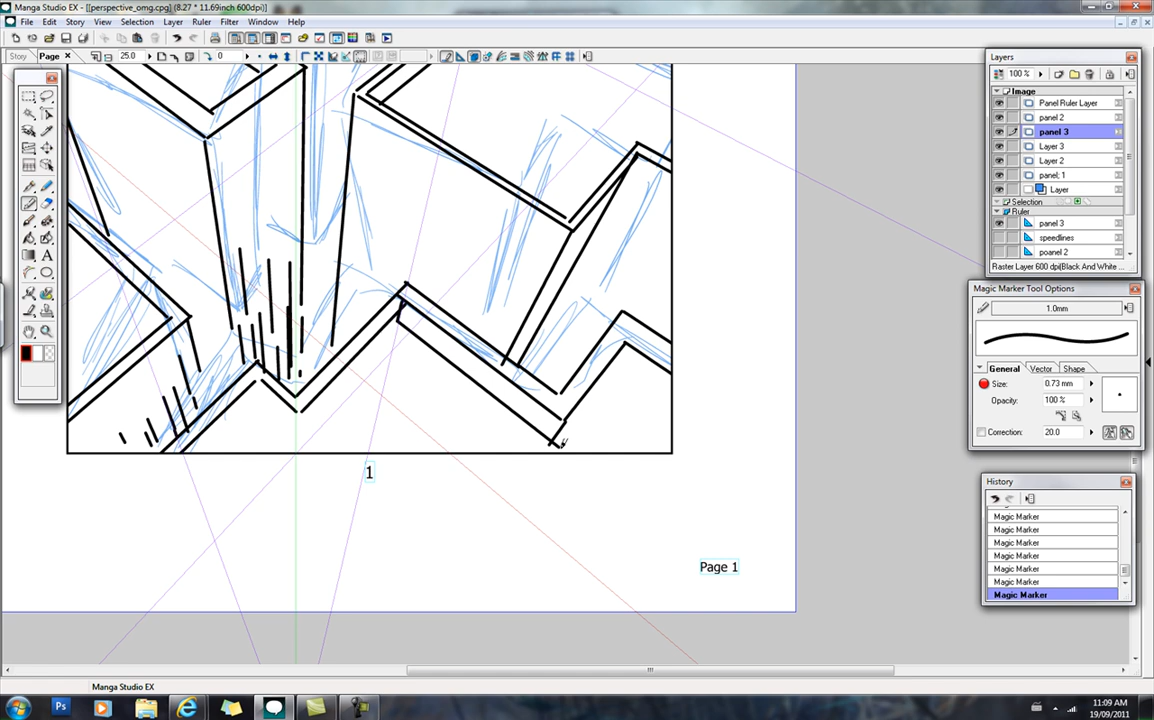 Manga Studio EX - [[perspective_omg.cpg] (8.27 * 11.69inch 600dpi)]
File Edit Story View Selection Layer Ruler Filter Window Help
Story Page 25.0 0
Layers
100 %
Image
Panel Ruler Layer
panel 2
panel 3
Layer 3
Layer 2
panel; 1
Layer
Selection
Ruler
panel 3
speedlines
poanel 2
Raster Layer 600 dpi(Black And White ...
Magic Marker Tool Options
1.0mm
General Vector Shape
Size: 0.73 mm
Opacity: 100 %
Correction: 20.0
History
Magic Marker
Magic Marker
Magic Marker
Magic Marker
Magic Marker
Magic Marker
Magic Marker
1
Page 1
Manga Studio EX
Ps
11:09 AM
19/09/2011